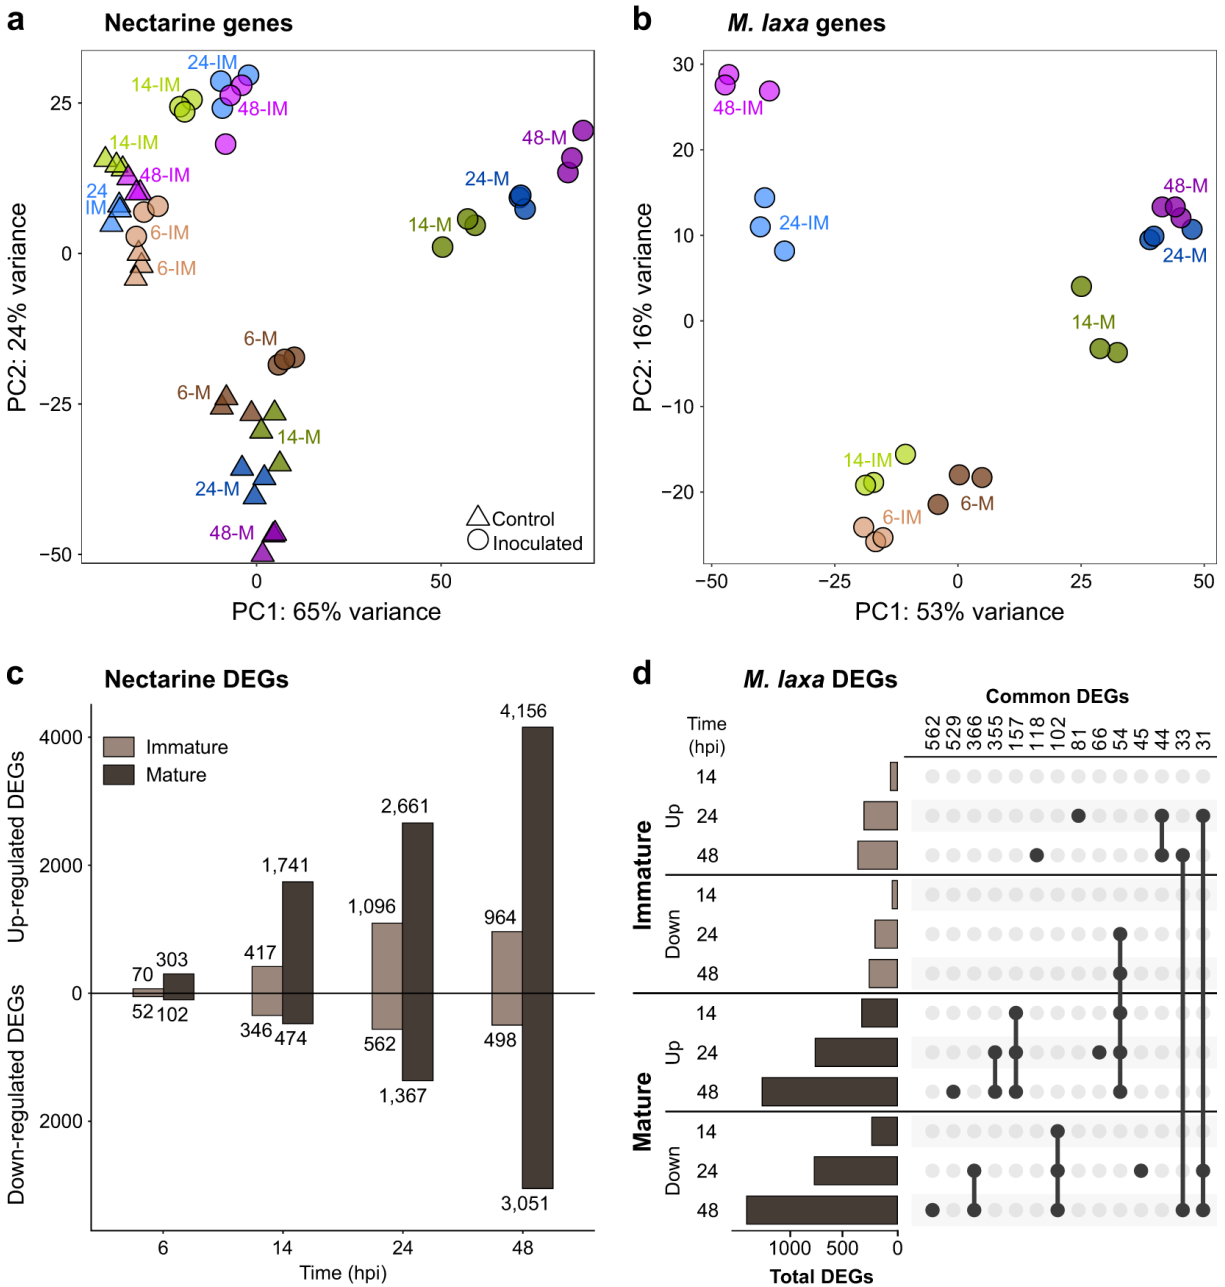 a Nectarine genes
PC2: 24% variance
25
0
−25
−50
24-IM
14-IM
48-IM
14-IM
48-IM
24
IM
6-IM
6-IM
48-M
24-M
14-M
6-M
6-M
14-M
24-M
48-M
Control
Inoculated
0 50
PC1: 65% variance
b M. laxa genes
PC2: 16% variance
30
20
10
0
−10
−20
48-IM
24-IM
48-M
24-M
14-M
14-IM
6-IM
6-M
−50 −25 0 25 50
PC1: 53% variance
c Nectarine DEGs
Up-regulated DEGs
Down-regulated DEGs
4000
2000
0
2000
Immature
Mature
70 303 417 1,741 1,096 2,661 964 4,156
52 102 346 474 562 1,367 498 3,051
6 14 24 48
Time (hpi)
d M. laxa DEGs
Common DEGs
Time
(hpi)
562 529 366 355 157 118 102 81 66 54 45 44 33 31
Immature
Up
14
24
48
Down
14
24
48
Mature
Up
14
24
48
Down
14
24
48
1000 500 0
Total DEGs